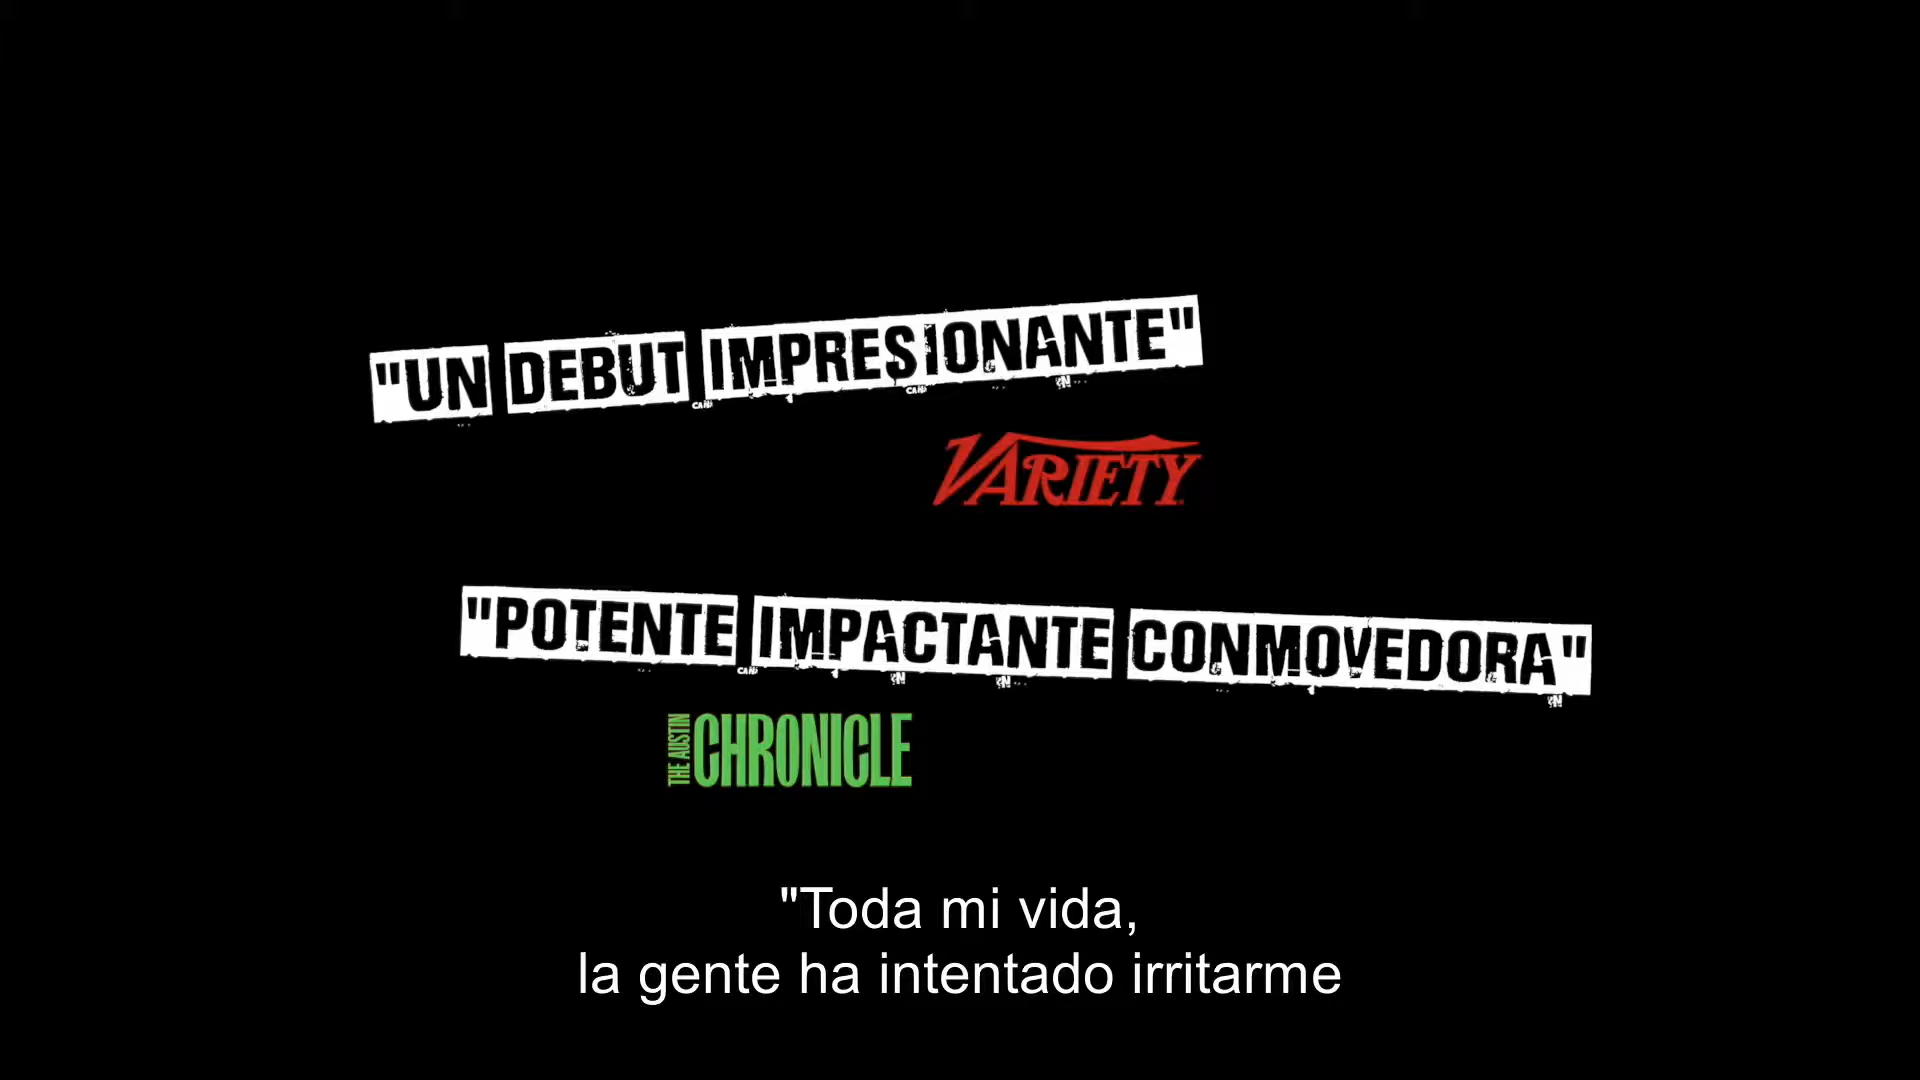 "UN DEBUT IMPRESIONANTE"
VARIETY
"POTENTE IMPACTANTE CONMOVEDORA"
THE AUSTIN CHRONICLE
"Toda mi vida,
la gente ha intentado irritarme